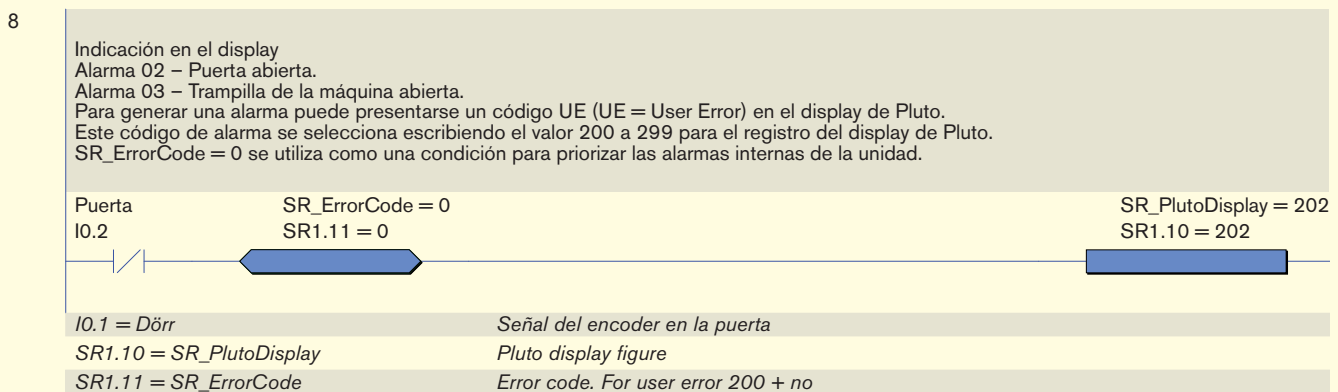 8
Indicación en el display
Alarma 02 – Puerta abierta.
Alarma 03 – Trampilla de la máquina abierta.
Para generar una alarma puede presentarse un código UE (UE = User Error) en el display de Pluto.
Este código de alarma se selecciona escribiendo el valor 200 a 299 para el registro del display de Pluto.
SR_ErrorCode = 0 se utiliza como una condición para priorizar las alarmas internas de la unidad.
Puerta SR_ErrorCode = 0 SR_PlutoDisplay = 202
I0.2 SR1.11 = 0 SR1.10 = 202
I0.1 = Dörr Señal del encoder en la puerta
SR1.10 = SR_PlutoDisplay Pluto display figure
SR1.11 = SR_ErrorCode Error code. For user error 200 + no